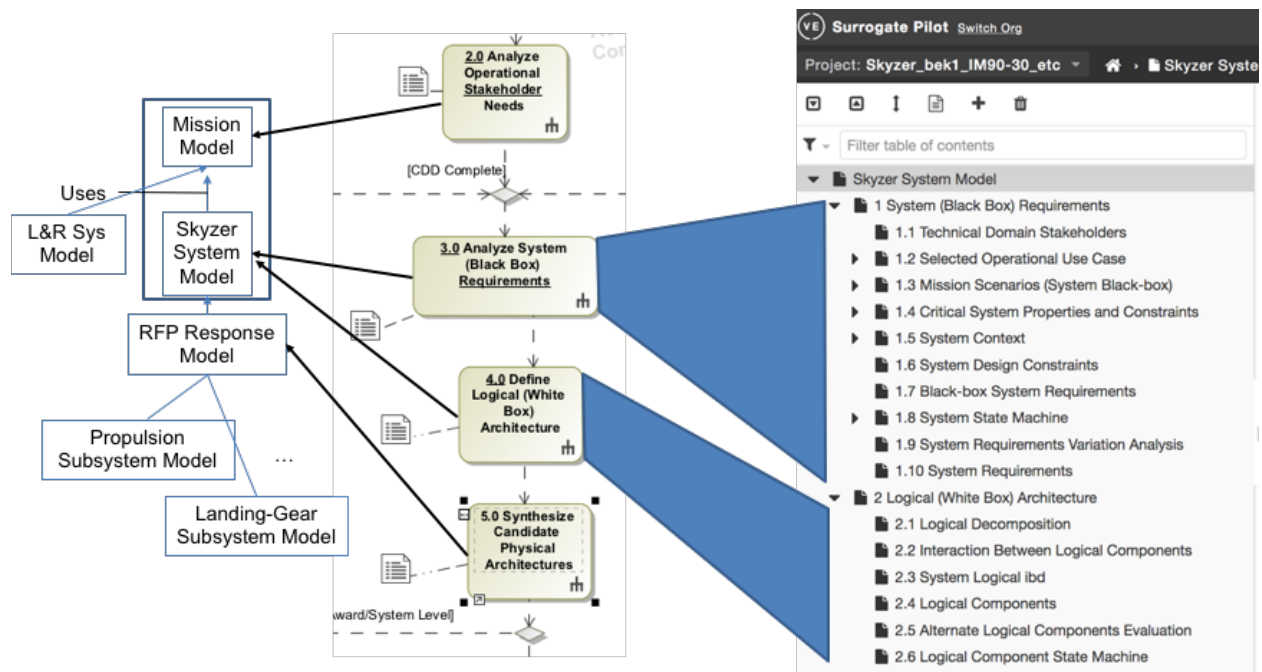 Mission
Model
Uses
L&R Sys
Model
Skyzer
System
Model
RFP Response
Model
Propulsion
Subsystem Model
...
Landing-Gear
Subsystem Model
2.0 Analyze
Operational
Stakeholder
Needs
[CDD Complete]
3.0 Analyze System
(Black Box)
Requirements
4.0 Define
Logical (White
Box)
Architecture
5.0 Synthesize
Candidate
Physical
Architectures
Award/System Level]
VE
Surrogate Pilot Switch Org
Project: Skyzer_bek1_IM90-30_etc
Skyzer Syste
Filter table of contents
Skyzer System Model
1 System (Black Box) Requirements
1.1 Technical Domain Stakeholders
1.2 Selected Operational Use Case
1.3 Mission Scenarios (System Black-box)
1.4 Critical System Properties and Constraints
1.5 System Context
1.6 System Design Constraints
1.7 Black-box System Requirements
1.8 System State Machine
1.9 System Requirements Variation Analysis
1.10 System Requirements
2 Logical (White Box) Architecture
2.1 Logical Decomposition
2.2 Interaction Between Logical Components
2.3 System Logical ibd
2.4 Logical Components
2.5 Alternate Logical Components Evaluation
2.6 Logical Component State Machine